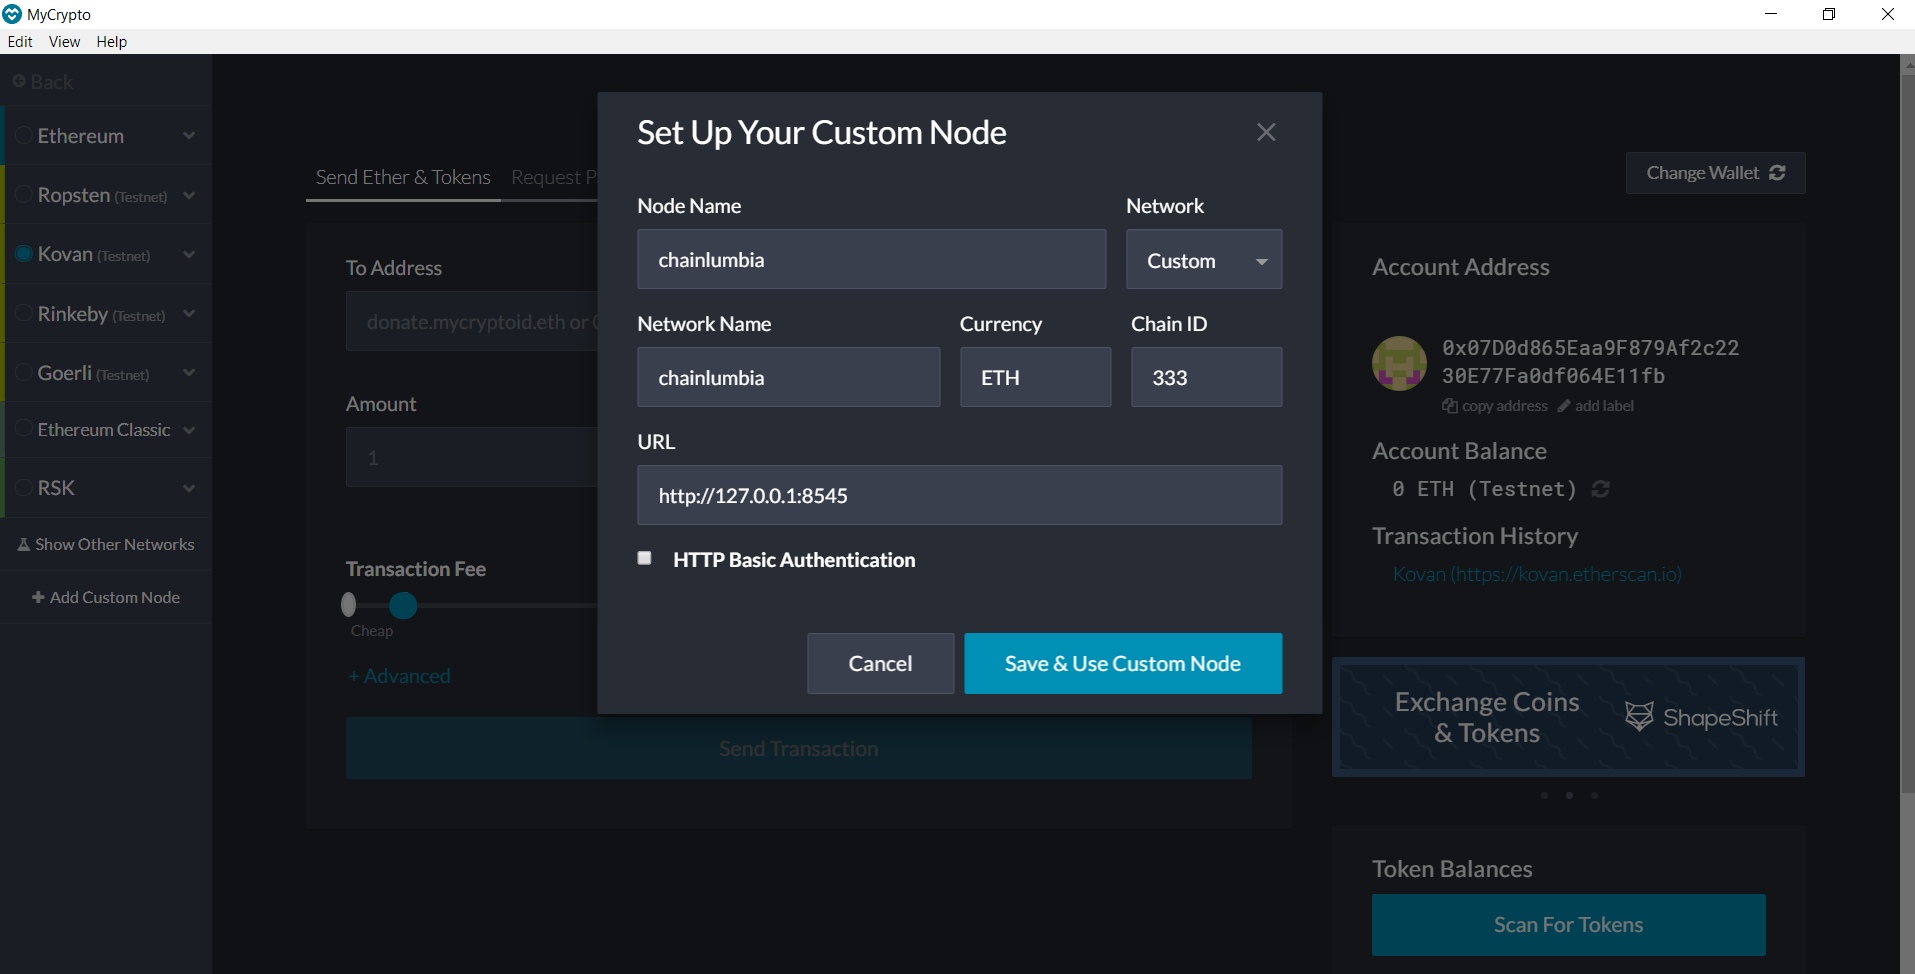 MyCrypto
Edit View Help
Back
Ethereum
Ropsten (Testnet)
Kovan (Testnet)
Rinkeby (Testnet)
Goerli (Testnet)
Ethereum Classic
RSK
Show Other Networks
Add Custom Node
Send Ether & Tokens Request P
To Address
donate.mycryptoid.eth or
Amount
1
Transaction Fee
Cheap
+ Advanced
Send Transaction
Set Up Your Custom Node
Node Name Network
chainlumbia Custom
Network Name Currency Chain ID
chainlumbia ETH 333
URL
http://127.0.0.1:8545
HTTP Basic Authentication
Cancel Save & Use Custom Node
Change Wallet
Account Address
0x07D0d865Eaa9F879Af2c22
30E77Fa0df064E11fb
copy address add label
Account Balance
0 ETH (Testnet)
Transaction History
Kovan (https://kovan.etherscan.io)
Exchange Coins
& Tokens
ShapeShift
Token Balances
Scan For Tokens